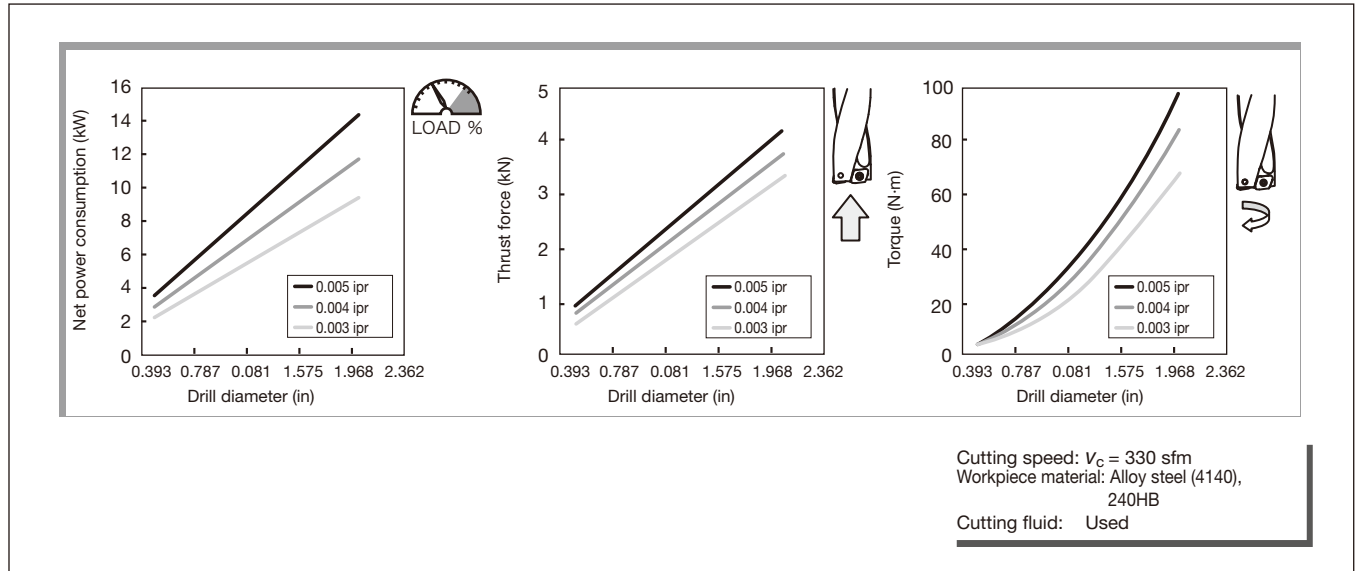 16
14
12
10
8
6
4
2
0
Net power consumption (kW)
LOAD %
0.005 ipr
0.004 ipr
0.003 ipr
0.393 0.787 0.081 1.575 1.968 2.362
Drill diameter (in)
5
4
3
2
1
0
Thrust force (kN)
0.005 ipr
0.004 ipr
0.003 ipr
0.393 0.787 0.081 1.575 1.968 2.362
Drill diameter (in)
100
80
60
40
20
0
Torque (N·m)
0.005 ipr
0.004 ipr
0.003 ipr
0.393 0.787 0.081 1.575 1.968 2.362
Drill diameter (in)
Cutting speed: vc = 330 sfm
Workpiece material: Alloy steel (4140),
240HB
Cutting fluid: Used